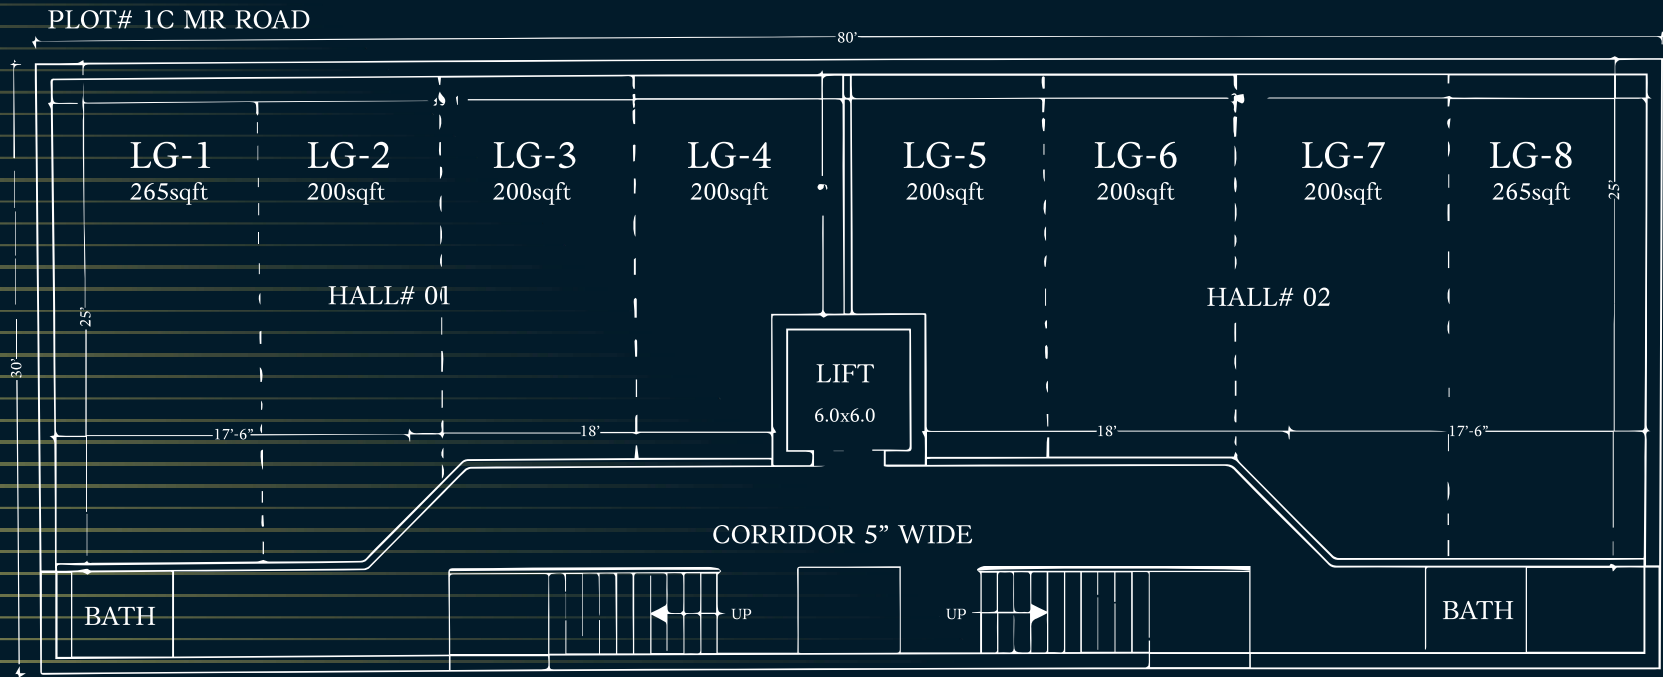 PLOT# 1C MR ROAD
80'
LG-1
265sqft
LG-2
200sqft
LG-3
200sqft
LG-4
200sqft
LG-5
200sqft
LG-6
200sqft
LG-7
200sqft
LG-8
265sqft
25'
HALL# 01
HALL# 02
25'
30'
LIFT
6.0x6.0
17'-6”
18'
18'
17'-6”
CORRIDOR 5” WIDE
BATH
UP
UP
BATH